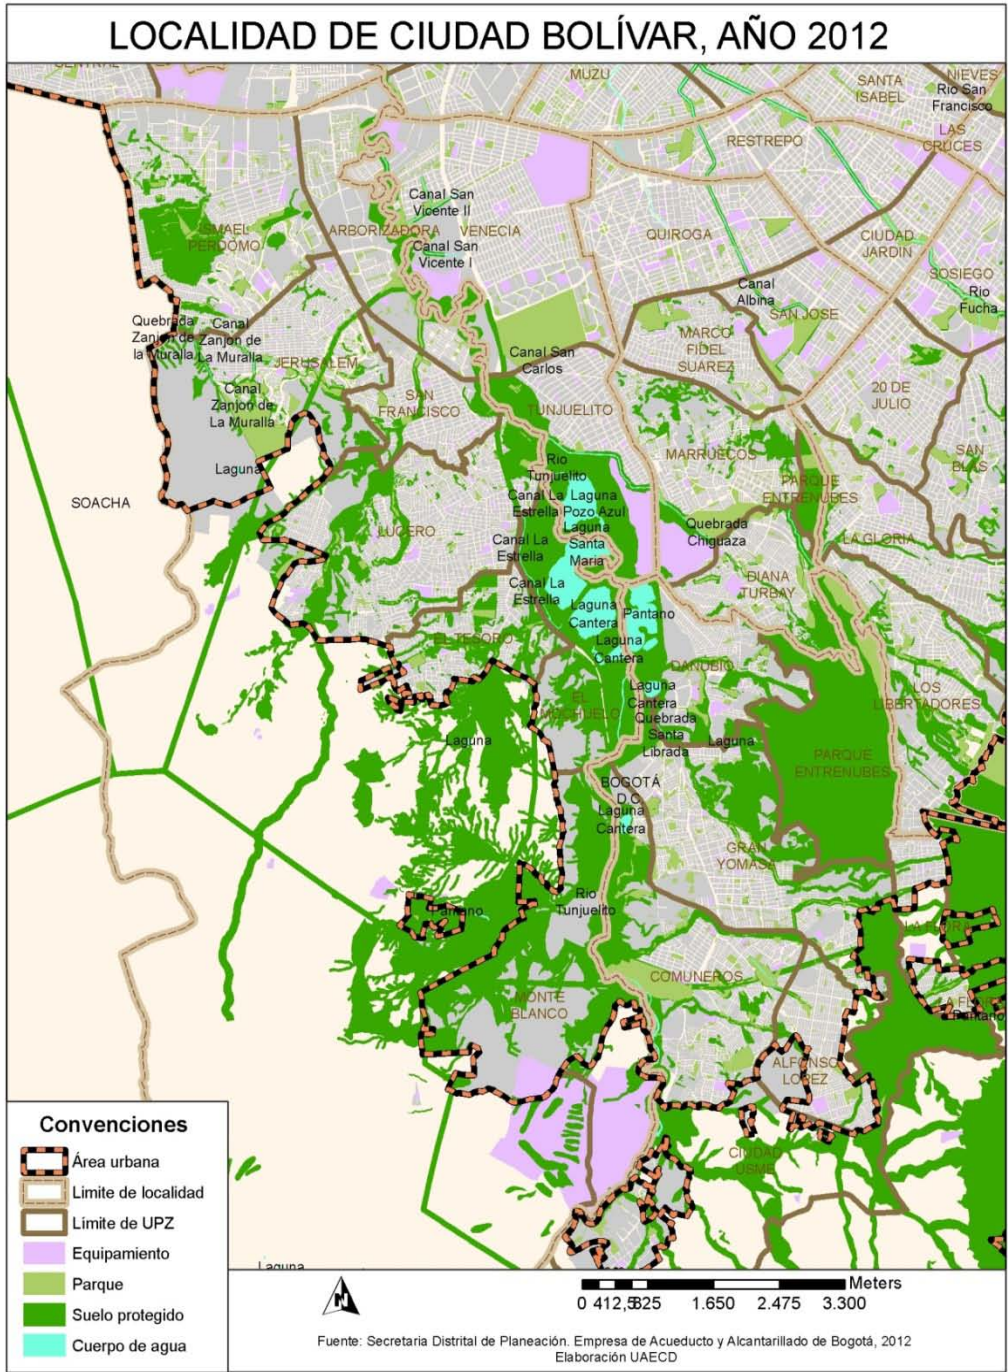 LOCALIDAD DE CIUDAD BOLÍVAR, AÑO 2012
MUZU
SANTA
ISABEL
NIEVES
Rio San
Francisco
LAS
CRUCES
RESTREPO
Canal San
Vicente II
ISMAEL
PERDOMO
ARBORIZADORA
VENECIA
QUIROGA
CIUDAD
JARDIN
Canal San
Vicente I
SOSIEGO
Rio
Fucha
Canal
Albina
SAN JOSE
Quebrada
Zanjon de
la Muralla
Canal
Zanjon de
La Muralla
JERUSALEM
MARCO
FIDEL
SUAREZ
Canal San
Carlos
Canal
Zanjon de
La Muralla
SAN
FRANCISCO
TUNJUELITO
20 DE
JULIO
MARRUECOS
SAN
BLAS
Laguna
Rio
Tunjuelito
PARQUE
ENTRENUBES
SOACHA
Canal La
Estrella
Laguna
Pozo Azul
LUCERO
Canal La
Estrella
Laguna
Santa
Maria
Quebrada
Chiguaza
LA GLORIA
Canal La
Estrella
DIANA
TURBAY
Laguna
Cantera
Pantano
EL TESORO
Laguna
Cantera
DANUBIO
LOS
LIBERTADORES
EL
MOCHUELO
Laguna
Cantera
Quebrada
Santa
Librada
Laguna
Laguna
PARQUE
ENTRENUBES
BOGOTÁ
D.C.
Laguna
Cantera
GRAN
YOMASA
Rio
Tunjuelito
Pantano
LA FLORA
COMUNEROS
MONTE
BLANCO
LA FLORA
Pantano
ALFONSO
LOPEZ
CIUDAD
USME
Laguna
Convenciones
Área urbana
Limite de localidad
Límite de UPZ
Equipamiento
Parque
Suelo protegido
Cuerpo de agua
N
Meters
0 412,5 825 1.650 2.475 3.300
Fuente: Secretaria Distrital de Planeación. Empresa de Acueducto y Alcantarillado de Bogotá, 2012
Elaboración UAECD